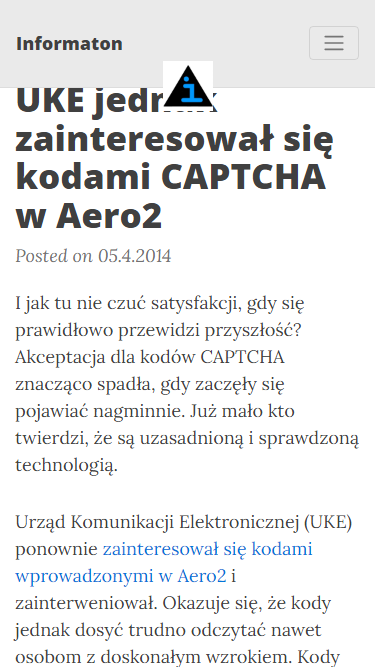 Informaton
UKE jednak
zainteresował się
kodami CAPTCHA
w Aero2
Posted on 05.4.2014
I jak tu nie czuć satysfakcji, gdy się
prawidłowo przewidzi przyszłość?
Akceptacja dla kodów CAPTCHA
znacząco spadła, gdy zaczęły się
pojawiać nagminnie. Już mało kto
twierdzi, że są uzasadnioną i sprawdzoną
technologią.
Urząd Komunikacji Elektronicznej (UKE)
ponownie zainteresował się kodami
wprowadzonymi w Aero2 i
zainterweniował. Okazuje się, że kody
jednak dosyć trudno odczytać nawet
osobom z doskonałym wzrokiem. Kody